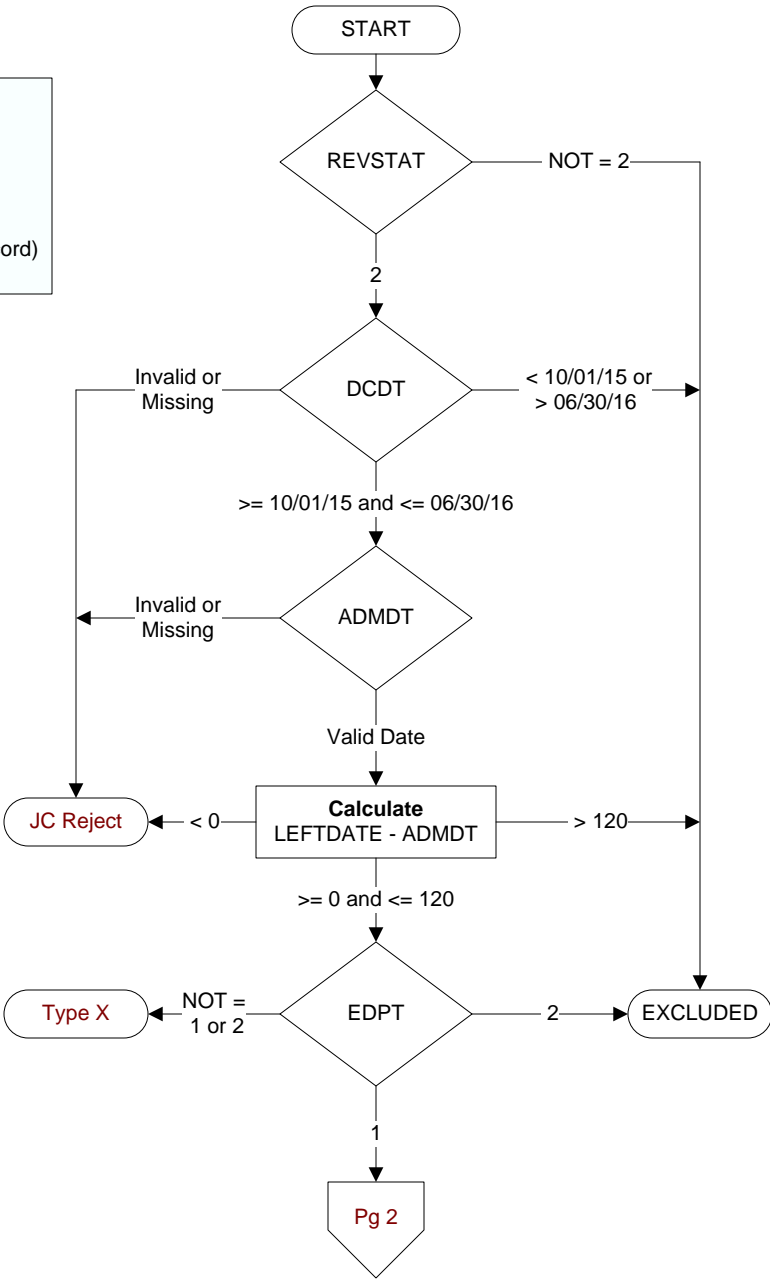 START
REVSTAT
NOT = 2
ord)
2
Invalid or
Missing
DCDT
< 10/01/15 or
> 06/30/16
>= 10/01/15 and <= 06/30/16
Invalid or
Missing
ADMDT
Valid Date
JC Reject
< 0
Calculate
LEFTDATE - ADMDT
> 120
>= 0 and <= 120
Type X
NOT =
1 or 2
EDPT
2
EXCLUDED
1
Pg 2